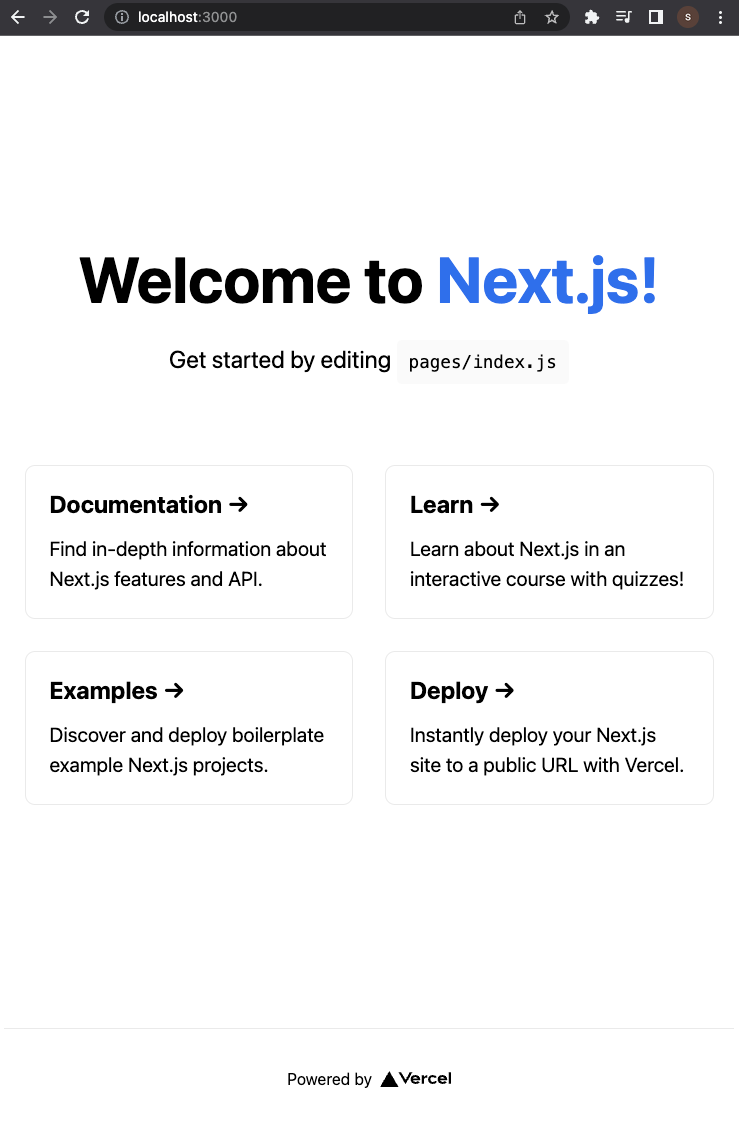 localhost:3000
S
Welcome to Next.js!
Get started by editing pages/index.js
Documentation →
Find in-depth information about
Next.js features and API.
Learn →
Learn about Next.js in an
interactive course with quizzes!
Examples →
Discover and deploy boilerplate
example Next.js projects.
Deploy →
Instantly deploy your Next.js
site to a public URL with Vercel.
Powered by Vercel